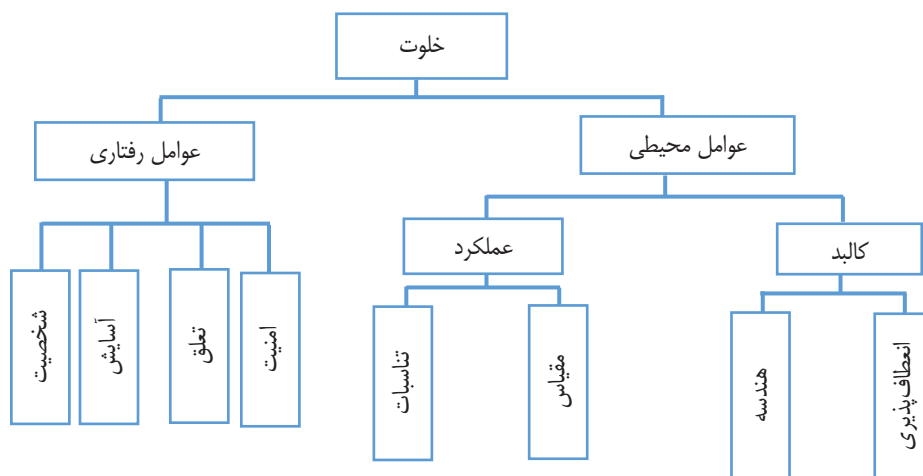 خلوت
عوامل محیطی
عوامل رفتاری
کالبد
عملکرد
انعطاف‌پذیری
هندسه
مقیاس
تناسبات
امنیت
تعلق
آسایش
شخصیت